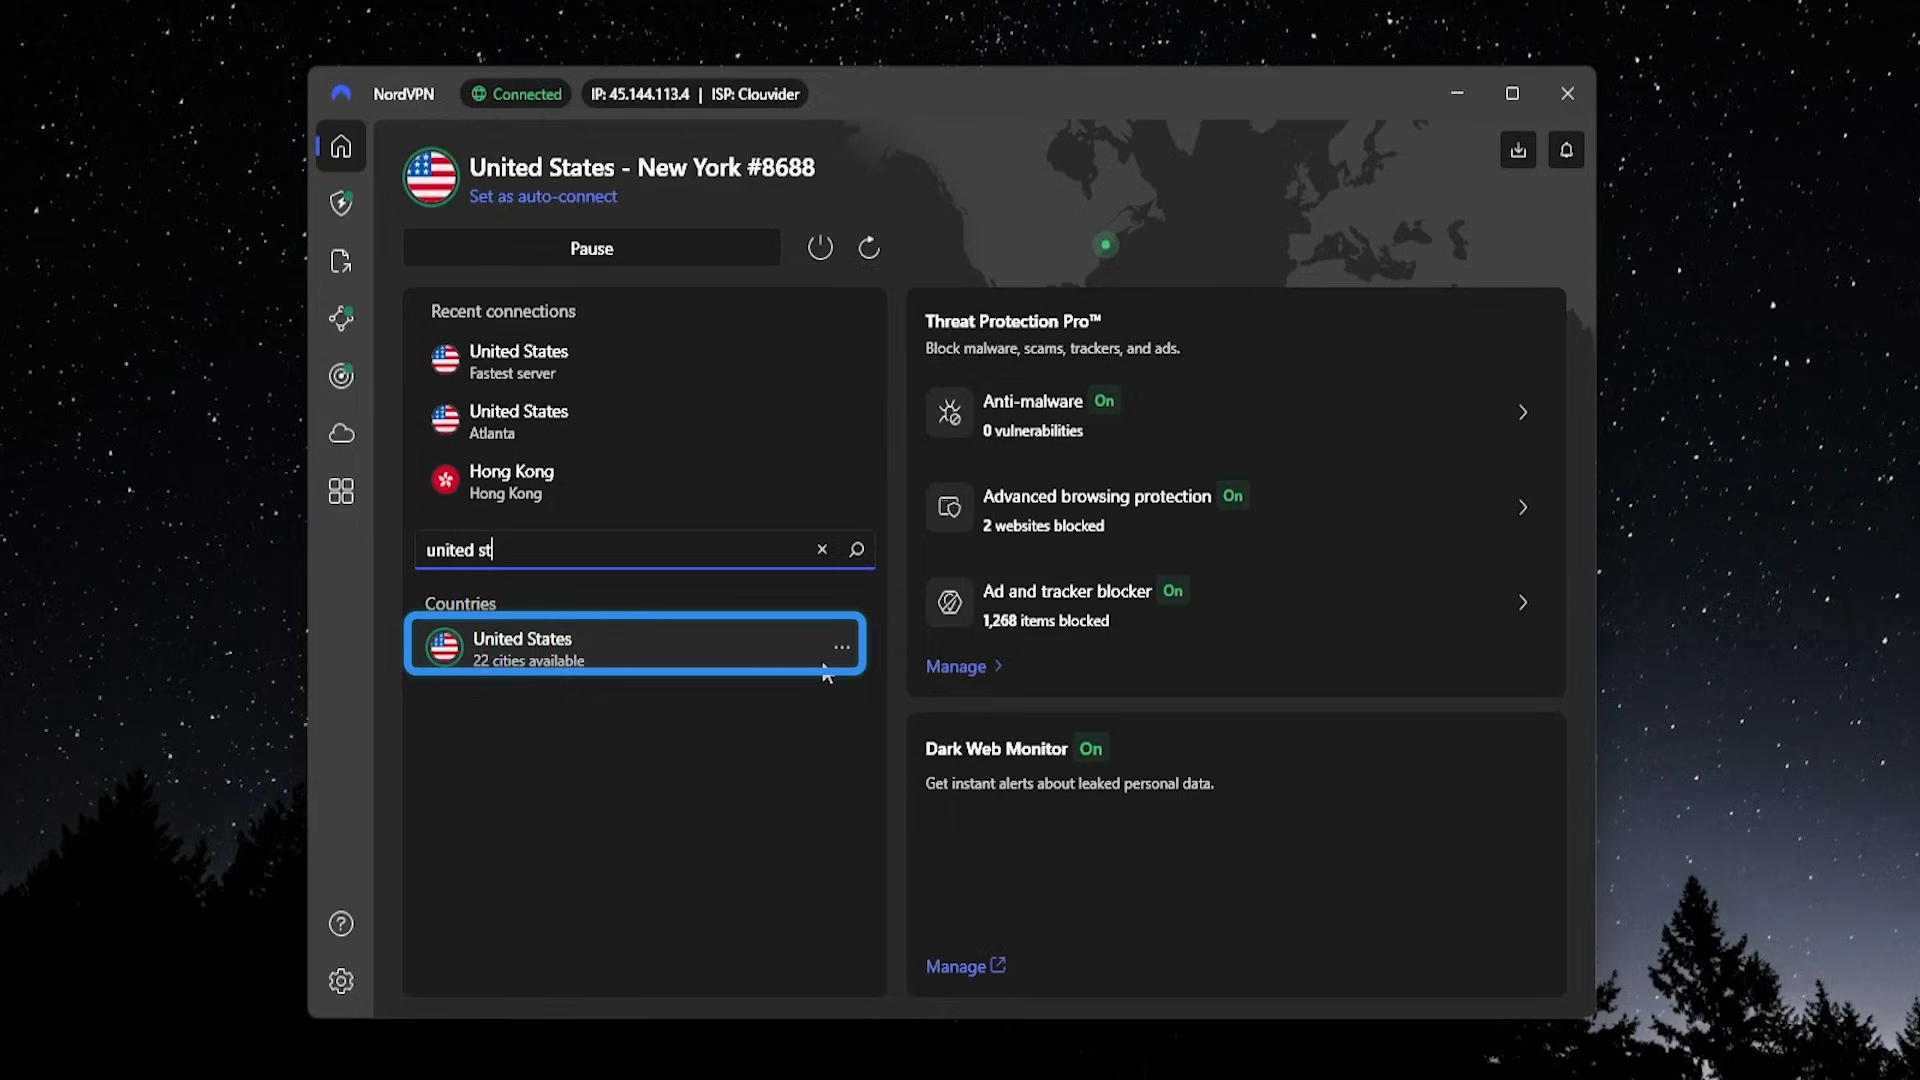 NordVPN
Connected
IP: 45.144.113.4 | ISP: Clouvider
United States - New York #8688
Set as auto-connect
Pause
Recent connections
United States
Fastest server
United States
Atlanta
Hong Kong
Hong Kong
united st
Countries
United States
22 cities available
Threat Protection Pro™
Block malware, scams, trackers, and ads.
Anti-malware On
0 vulnerabilities
Advanced browsing protection On
2 websites blocked
Ad and tracker blocker On
1,268 items blocked
Manage
Dark Web Monitor On
Get instant alerts about leaked personal data.
Manage